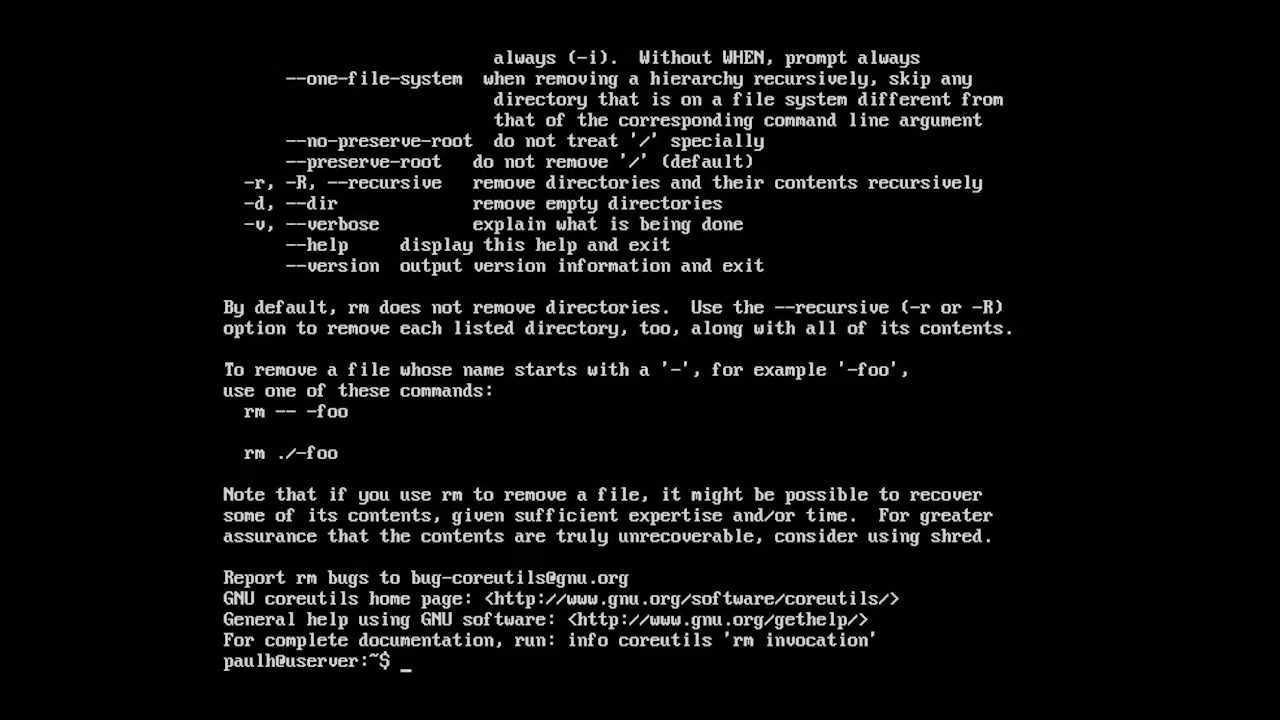 always (-i).  Without WHEN, prompt always
--one-file-system  when removing a hierarchy recursively, skip any
directory that is on a file system different from
that of the corresponding command line argument
--no-preserve-root  do not treat '/' specially
--preserve-root   do not remove '/' (default)
-r, -R, --recursive   remove directories and their contents recursively
-d, --dir             remove empty directories
-v, --verbose         explain what is being done
--help     display this help and exit
--version  output version information and exit

By default, rm does not remove directories.  Use the --recursive (-r or -R)
option to remove each listed directory, too, along with all of its contents.

To remove a file whose name starts with a '-', for example '-foo',
use one of these commands:
rm -- -foo

rm ./-foo

Note that if you use rm to remove a file, it might be possible to recover
some of its contents, given sufficient expertise and/or time.  For greater
assurance that the contents are truly unrecoverable, consider using shred.

Report rm bugs to bug-coreutils@gnu.org
GNU coreutils home page: <http://www.gnu.org/software/coreutils/>
General help using GNU software: <http://www.gnu.org/gethelp/>
For complete documentation, run: info coreutils 'rm invocation'
paulh@userver:~$ _